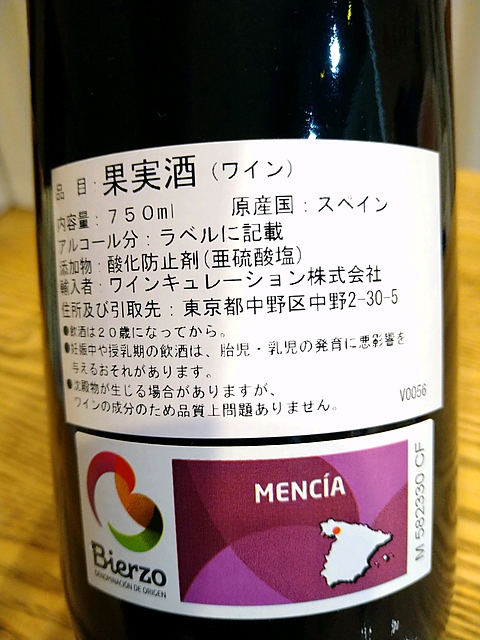 品 目：果実酒（ワイン）
内容量：７５０ml 原産国：スペイン
アルコール分：ラベルに記載
添加物：酸化防止剤(亜硫酸塩)
輸入者：ワインキュレーション株式会社
住所及び引取先：東京都中野区中野2-30-5
●飲酒は２０歳になってから。
●妊娠中や授乳期の飲酒は、胎児・乳児の発育に悪影響を
与えるおそれがあります。
●沈殿物が生じる場合がありますが、
ワインの成分のため品質上問題ありません。
V0056
MENCÍA
Bierzo
DENOMINACIÓN DE ORIGEN
M 582330 CF